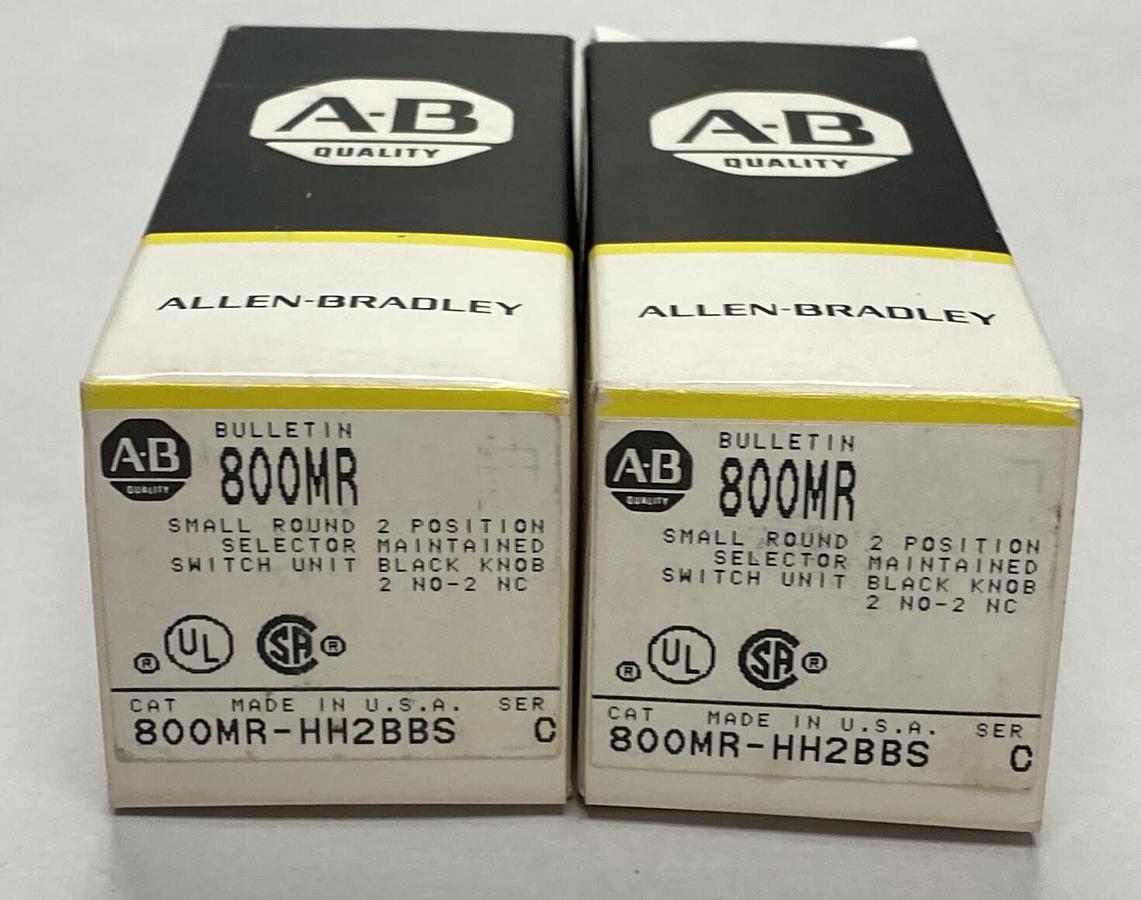 A-B
QUALITY
ALLEN-BRADLEY
A-B
QUALITY
BULLETIN
800MR
SMALL ROUND 2 POSITION
SELECTOR MAINTAINED
SWITCH UNIT BLACK KNOB
2 NO-2 NC
® UL SA ®
CAT MADE IN U.S.A. SER
800MR-HH2BBS C
A-B
QUALITY
ALLEN-BRADLEY
A-B
QUALITY
BULLETIN
800MR
SMALL ROUND 2 POSITION
SELECTOR MAINTAINED
SWITCH UNIT BLACK KNOB
2 NO-2 NC
® UL SA ®
CAT MADE IN U.S.A. SER
800MR-HH2BBS C